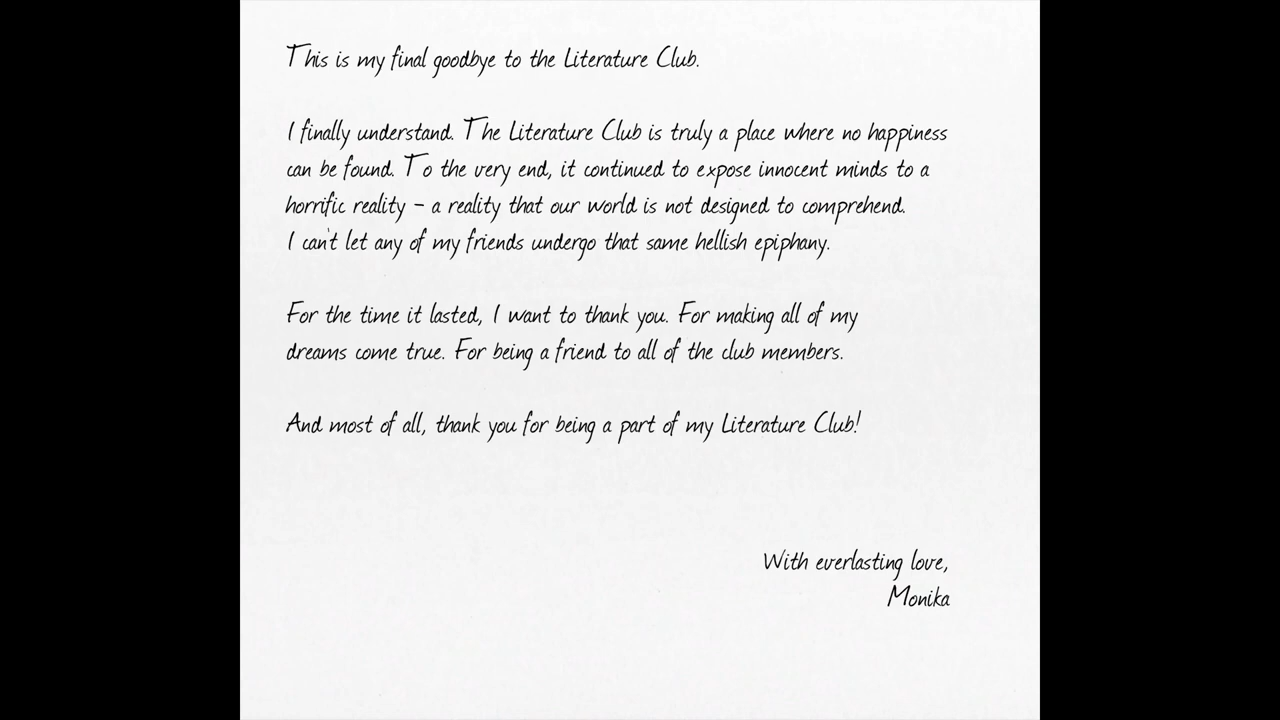 This is my final goodbye to the Literature Club.
I finally understand. The Literature Club is truly a place where no happiness
can be found. To the very end, it continued to expose innocent minds to a
horrific reality - a reality that our world is not designed to comprehend.
I can't let any of my friends undergo that same hellish epiphany.
For the time it lasted, I want to thank you. For making all of my
dreams come true. For being a friend to all of the club members.
And most of all, thank you for being a part of my Literature Club!
With everlasting love,
Monika